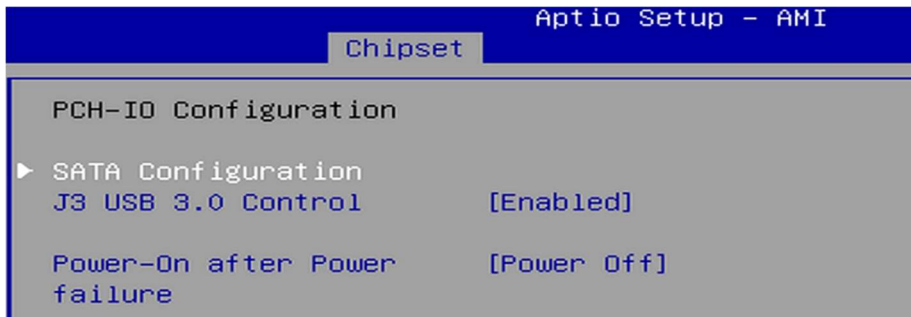 Aptio Setup – AMI
Chipset
PCH-IO Configuration
SATA Configuration
J3 USB 3.0 Control [Enabled]
Power-On after Power [Power Off]
failure